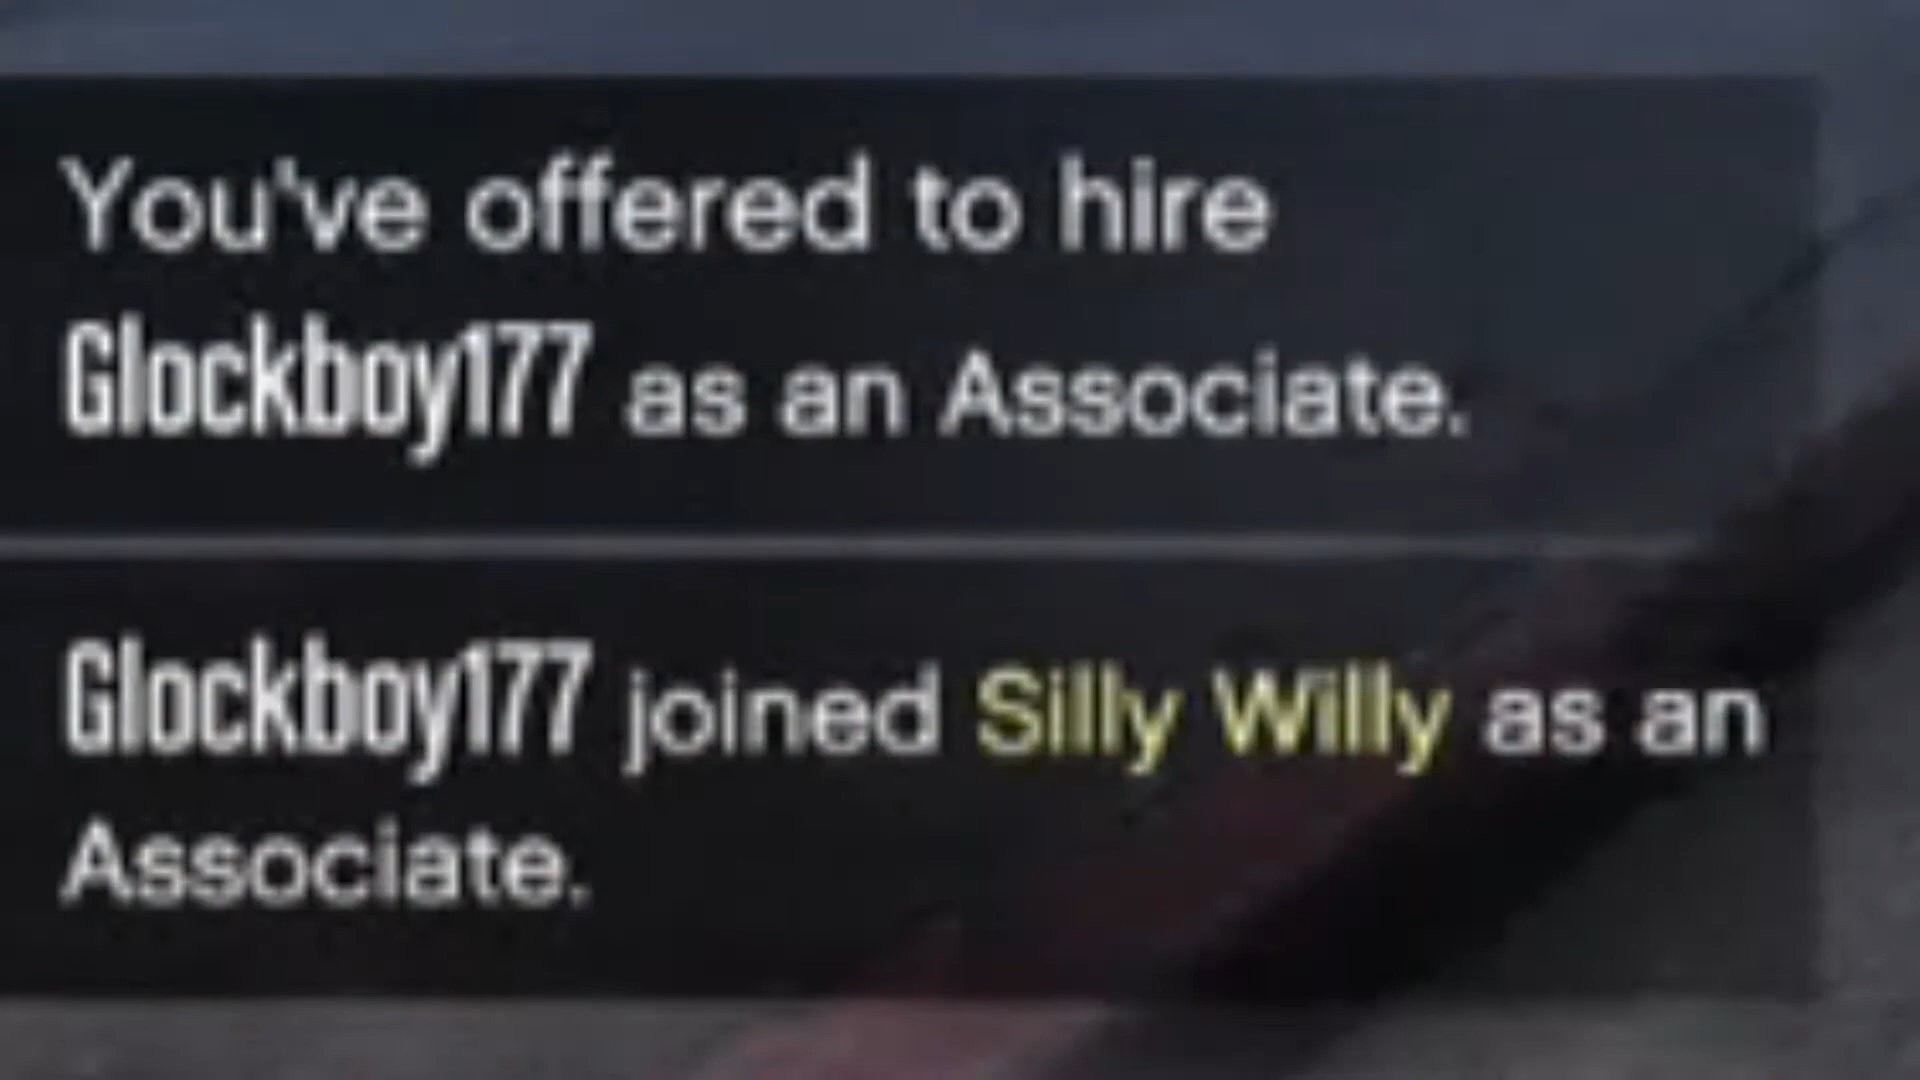 You've offered to hire
Glockboy177 as an Associate.
Glockboy177 joined Silly Willy as an
Associate.